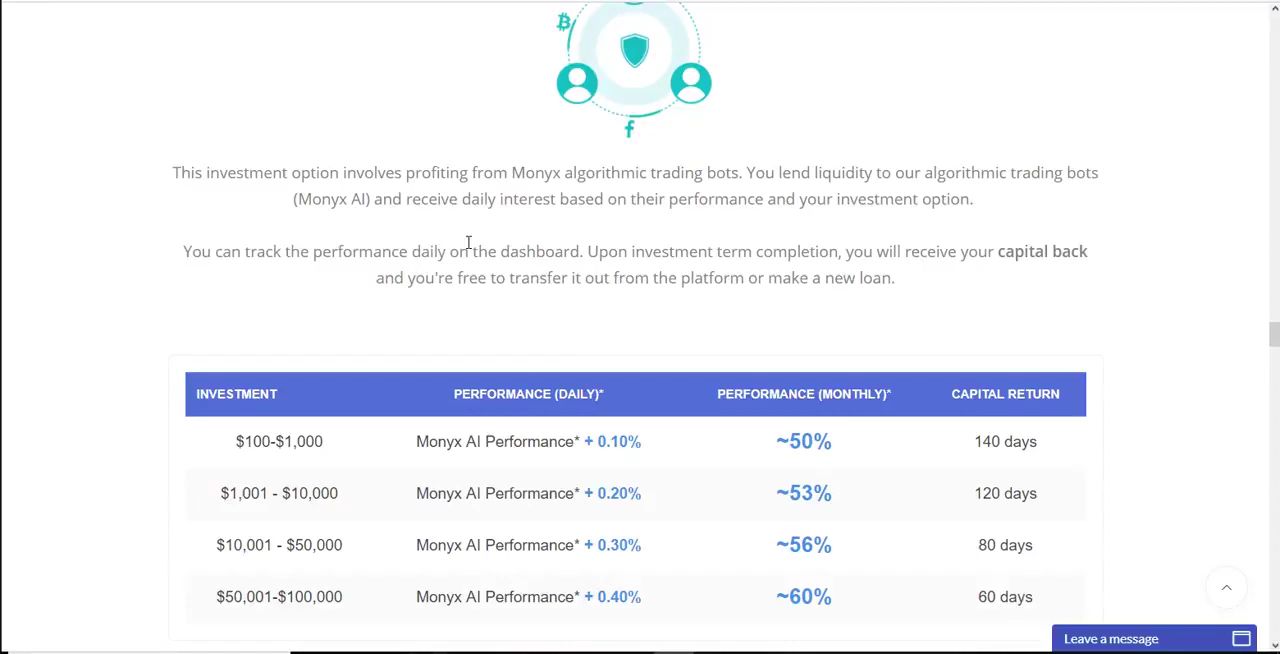 This investment option involves profiting from Monyx algorithmic trading bots. You lend liquidity to our algorithmic trading bots
(Monyx AI) and receive daily interest based on their performance and your investment option.
You can track the performance daily on the dashboard. Upon investment term completion, you will receive your capital back
and you're free to transfer it out from the platform or make a new loan.
INVESTMENT PERFORMANCE (DAILY)* PERFORMANCE (MONTHLY)* CAPITAL RETURN
$100-$1,000 Monyx AI Performance* + 0.10% ~50% 140 days
$1,001 - $10,000 Monyx AI Performance* + 0.20% ~53% 120 days
$10,001 - $50,000 Monyx AI Performance* + 0.30% ~56% 80 days
$50,001-$100,000 Monyx AI Performance* + 0.40% ~60% 60 days
Leave a message